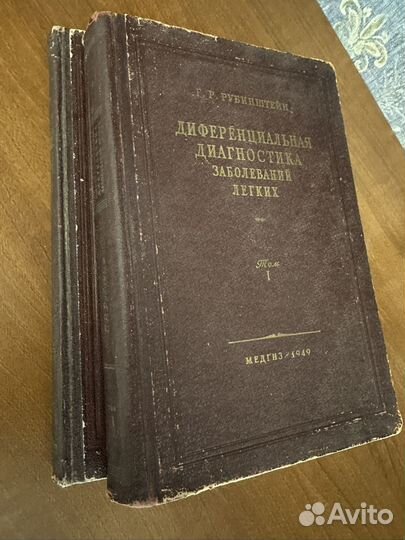 Г. Р. РУБИНШТЕЙН
ДИФЕРЕНЦИАЛЬНАЯ
ДИАГНОСТИКА
ЗАБОЛЕВАНИЙ
ЛЕГКИХ
Том
I
МЕДГИЗ - 1949
Avito